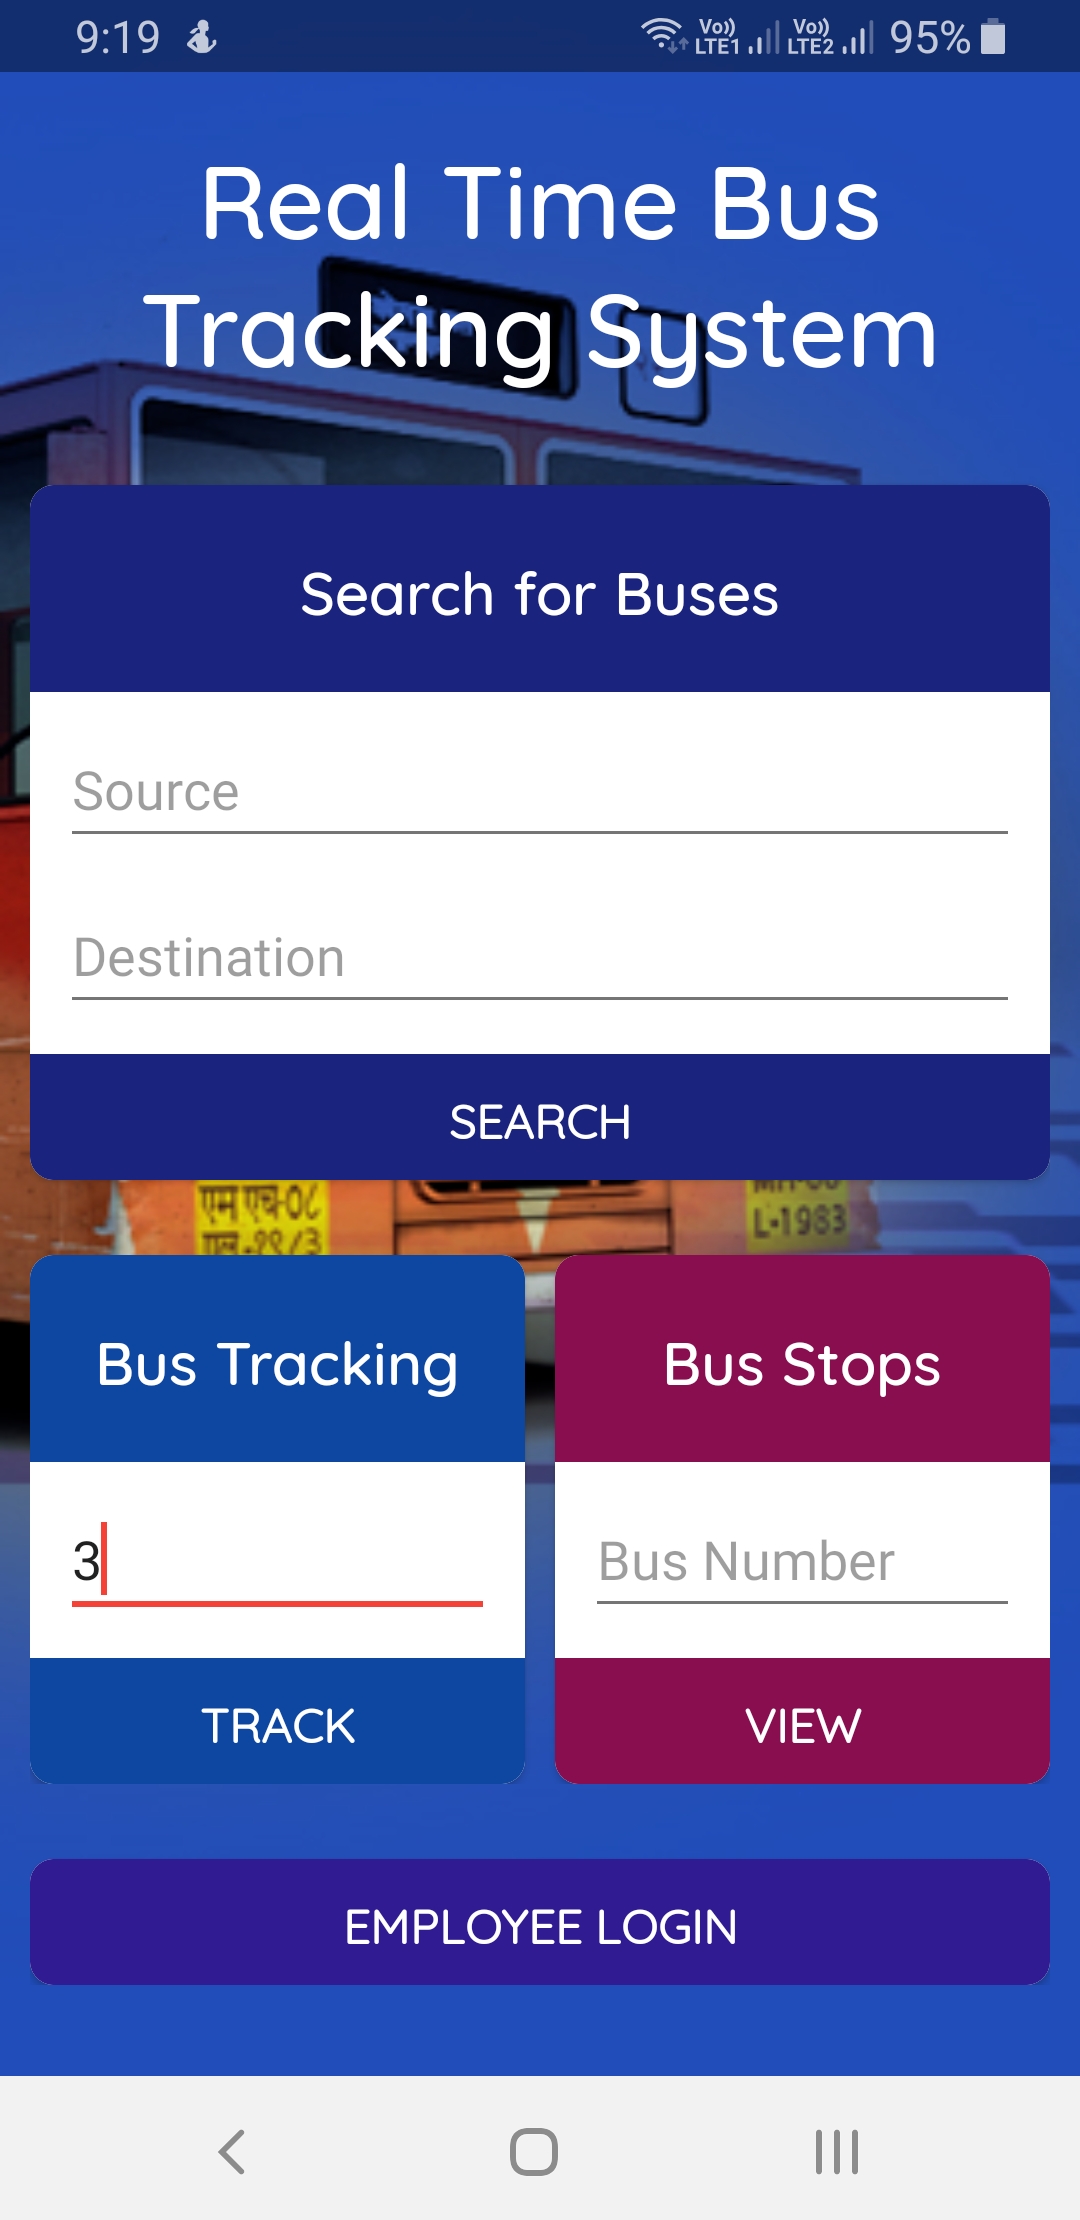 9:19
Vo)) LTE1 Vo)) LTE2 95%
Real Time Bus
Tracking System
Search for Buses
Source
Destination
SEARCH
एम एच-०८
L-1983
Bus Tracking
Bus Stops
3
Bus Number
TRACK
VIEW
EMPLOYEE LOGIN